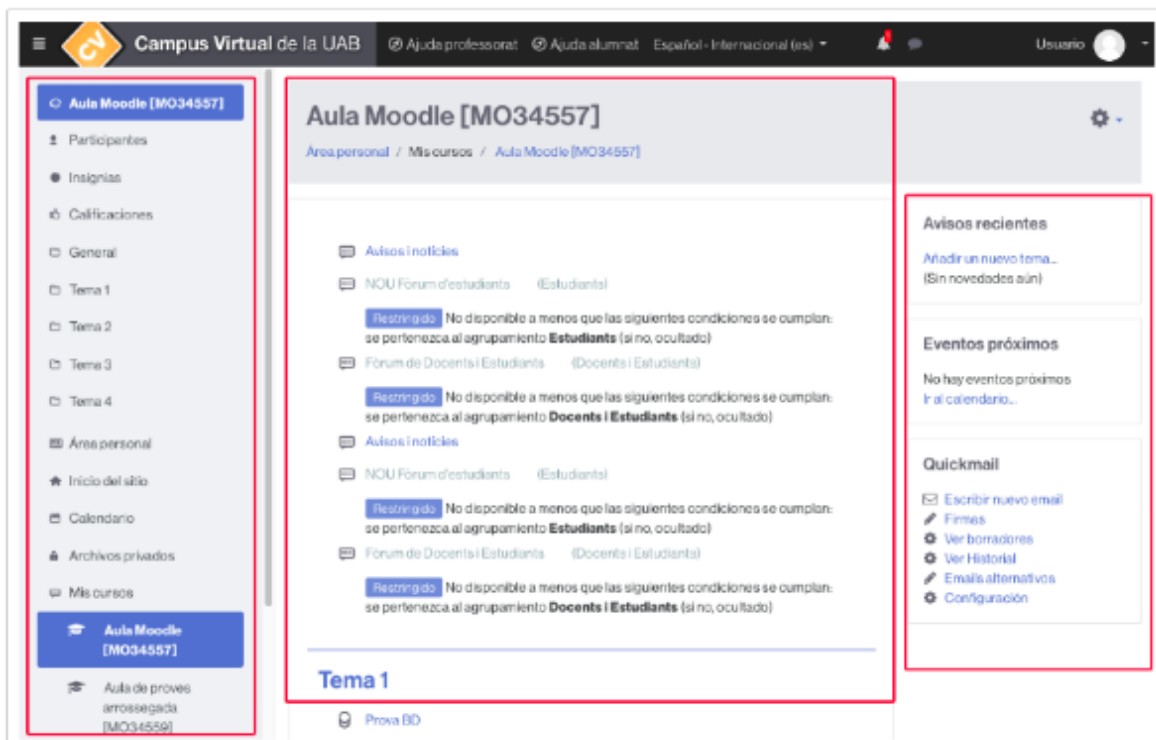 CV Campus Virtual de la UAB Ajuda professorat Ajuda alumnat Español - Internacional (es) Usuario
Aula Moodle [MO34557]
Participantes
Insignias
Calificaciones
General
Tema 1
Tema 2
Tema 3
Tema 4
Área personal
Inicio del sitio
Calendario
Archivos privados
Mis cursos
Aula Moodle
[MO34557]
Aula de proves
arrossegada
[MO34559]
Aula Moodle [MO34557]
Área personal / Mis cursos / Aula Moodle [MO34557]
Avisos i notícies
NOU Fòrum d'estudiants (Estudiants)
Restringido No disponible a menos que las siguientes condiciones se cumplan:
se pertenezca al agrupamiento Estudiants (si no, ocultado)
Fòrum de Docents i Estudiants (Docents i Estudiants)
Restringido No disponible a menos que las siguientes condiciones se cumplan:
se pertenezca al agrupamiento Docents i Estudiants (si no, ocultado)
Avisos i notícies
NOU Fòrum d'estudiants (Estudiants)
Restringido No disponible a menos que las siguientes condiciones se cumplan:
se pertenezca al agrupamiento Estudiants (si no, ocultado)
Fòrum de Docents i Estudiants (Docents i Estudiants)
Restringido No disponible a menos que las siguientes condiciones se cumplan:
se pertenezca al agrupamiento Docents i Estudiants (si no, ocultado)
Tema 1
Prova BD
Avisos recientes
Añadir un nuevo tema...
(Sin novedades aún)
Eventos próximos
No hay eventos próximos
Ir al calendario...
Quickmail
Escribir nuevo email
Firmas
Ver borradores
Ver Historial
Emails alternativos
Configuración